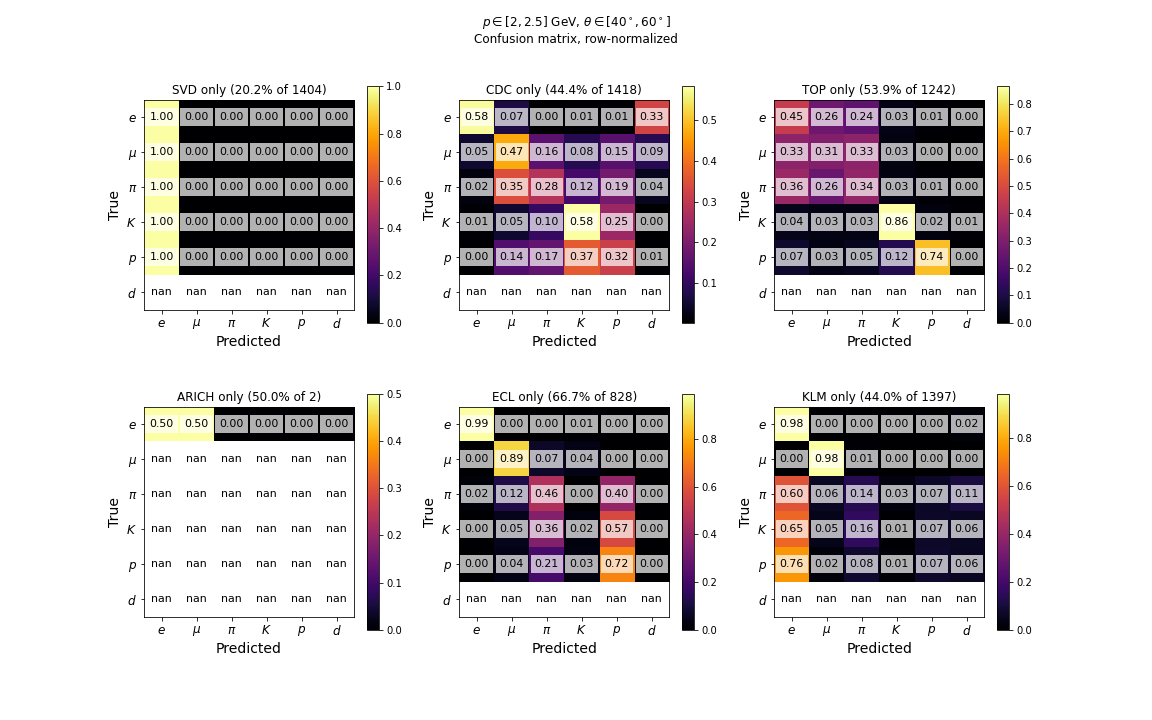 p ∈ [2, 2.5] GeV, θ ∈ [40°, 60°]
Confusion matrix, row-normalized
SVD only (20.2% of 1404)
True
e 1.00 0.00 0.00 0.00 0.00 0.00
μ 1.00 0.00 0.00 0.00 0.00 0.00
π 1.00 0.00 0.00 0.00 0.00 0.00
K 1.00 0.00 0.00 0.00 0.00 0.00
p 1.00 0.00 0.00 0.00 0.00 0.00
d nan nan nan nan nan nan
e μ π K p d
Predicted
1.0
0.8
0.6
0.4
0.2
0.0
CDC only (44.4% of 1418)
True
e 0.58 0.07 0.00 0.01 0.01 0.33
μ 0.05 0.47 0.16 0.08 0.15 0.09
π 0.02 0.35 0.28 0.12 0.19 0.04
K 0.01 0.05 0.10 0.58 0.25 0.00
p 0.00 0.14 0.17 0.37 0.32 0.01
d nan nan nan nan nan nan
e μ π K p d
Predicted
0.5
0.4
0.3
0.2
0.1
TOP only (53.9% of 1242)
True
e 0.45 0.26 0.24 0.03 0.01 0.00
μ 0.33 0.31 0.33 0.03 0.00 0.00
π 0.36 0.26 0.34 0.03 0.01 0.00
K 0.04 0.03 0.03 0.86 0.02 0.01
p 0.07 0.03 0.05 0.12 0.74 0.00
d nan nan nan nan nan nan
e μ π K p d
Predicted
0.8
0.7
0.6
0.5
0.4
0.3
0.2
0.1
0.0
ARICH only (50.0% of 2)
True
e 0.50 0.50 0.00 0.00 0.00 0.00
μ nan nan nan nan nan nan
π nan nan nan nan nan nan
K nan nan nan nan nan nan
p nan nan nan nan nan nan
d nan nan nan nan nan nan
e μ π K p d
Predicted
0.5
0.4
0.3
0.2
0.1
0.0
ECL only (66.7% of 828)
True
e 0.99 0.00 0.00 0.01 0.00 0.00
μ 0.00 0.89 0.07 0.04 0.00 0.00
π 0.02 0.12 0.46 0.00 0.40 0.00
K 0.00 0.05 0.36 0.02 0.57 0.00
p 0.00 0.04 0.21 0.03 0.72 0.00
d nan nan nan nan nan nan
e μ π K p d
Predicted
0.8
0.6
0.4
0.2
0.0
KLM only (44.0% of 1397)
True
e 0.98 0.00 0.00 0.00 0.00 0.02
μ 0.00 0.98 0.01 0.00 0.00 0.00
π 0.60 0.06 0.14 0.03 0.07 0.11
K 0.65 0.05 0.16 0.01 0.07 0.06
p 0.76 0.02 0.08 0.01 0.07 0.06
d nan nan nan nan nan nan
e μ π K p d
Predicted
0.8
0.6
0.4
0.2
0.0